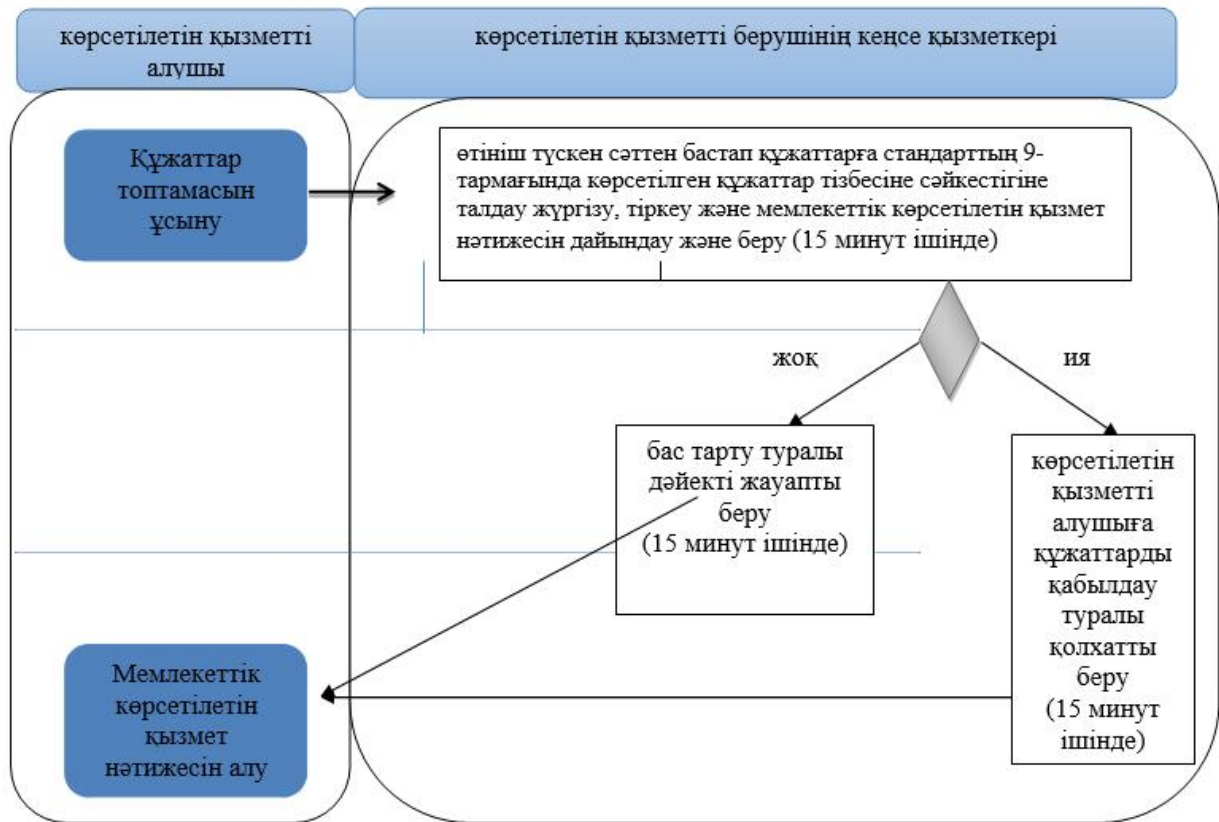 көрсетілетін қызметті
алушы
көрсетілетін қызметті берушінің кеңсе қызметкері
Құжаттар
топтамасын
ұсыну
өтініш түскен сәттен бастап құжаттарға стандарттың 9-
тармағында көрсетілген құжаттар тізбесіне сәйкестігіне
талдау жүргізу, тіркеу және мемлекеттік көрсетілетін қызмет
нәтижесін дайындау және беру (15 минут ішінде)
жоқ
ия
бас тарту туралы
дәйекті жауапты
беру
(15 минут ішінде)
көрсетілетін
қызметті
алушыға
құжаттарды
қабылдау
туралы
қолхатты
беру
(15 минут
ішінде)
Мемлекеттік
көрсетілетін
қызмет
нәтижесін алу